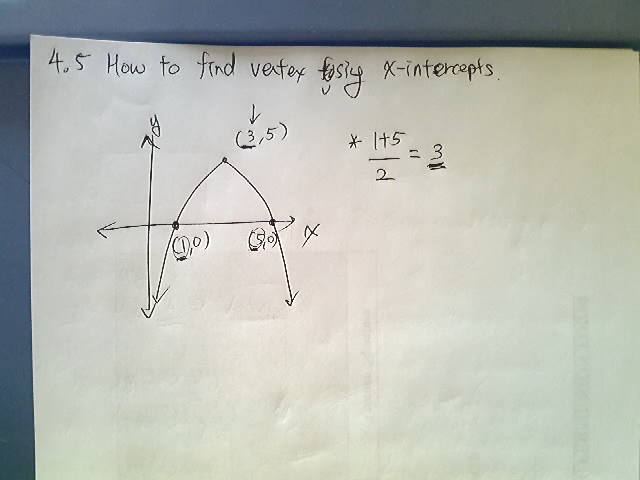 4.5 How to find vertex using x-intercepts.
y
(3,5)
* 1+5
2
= 3
(1,0)
(5,0)
x